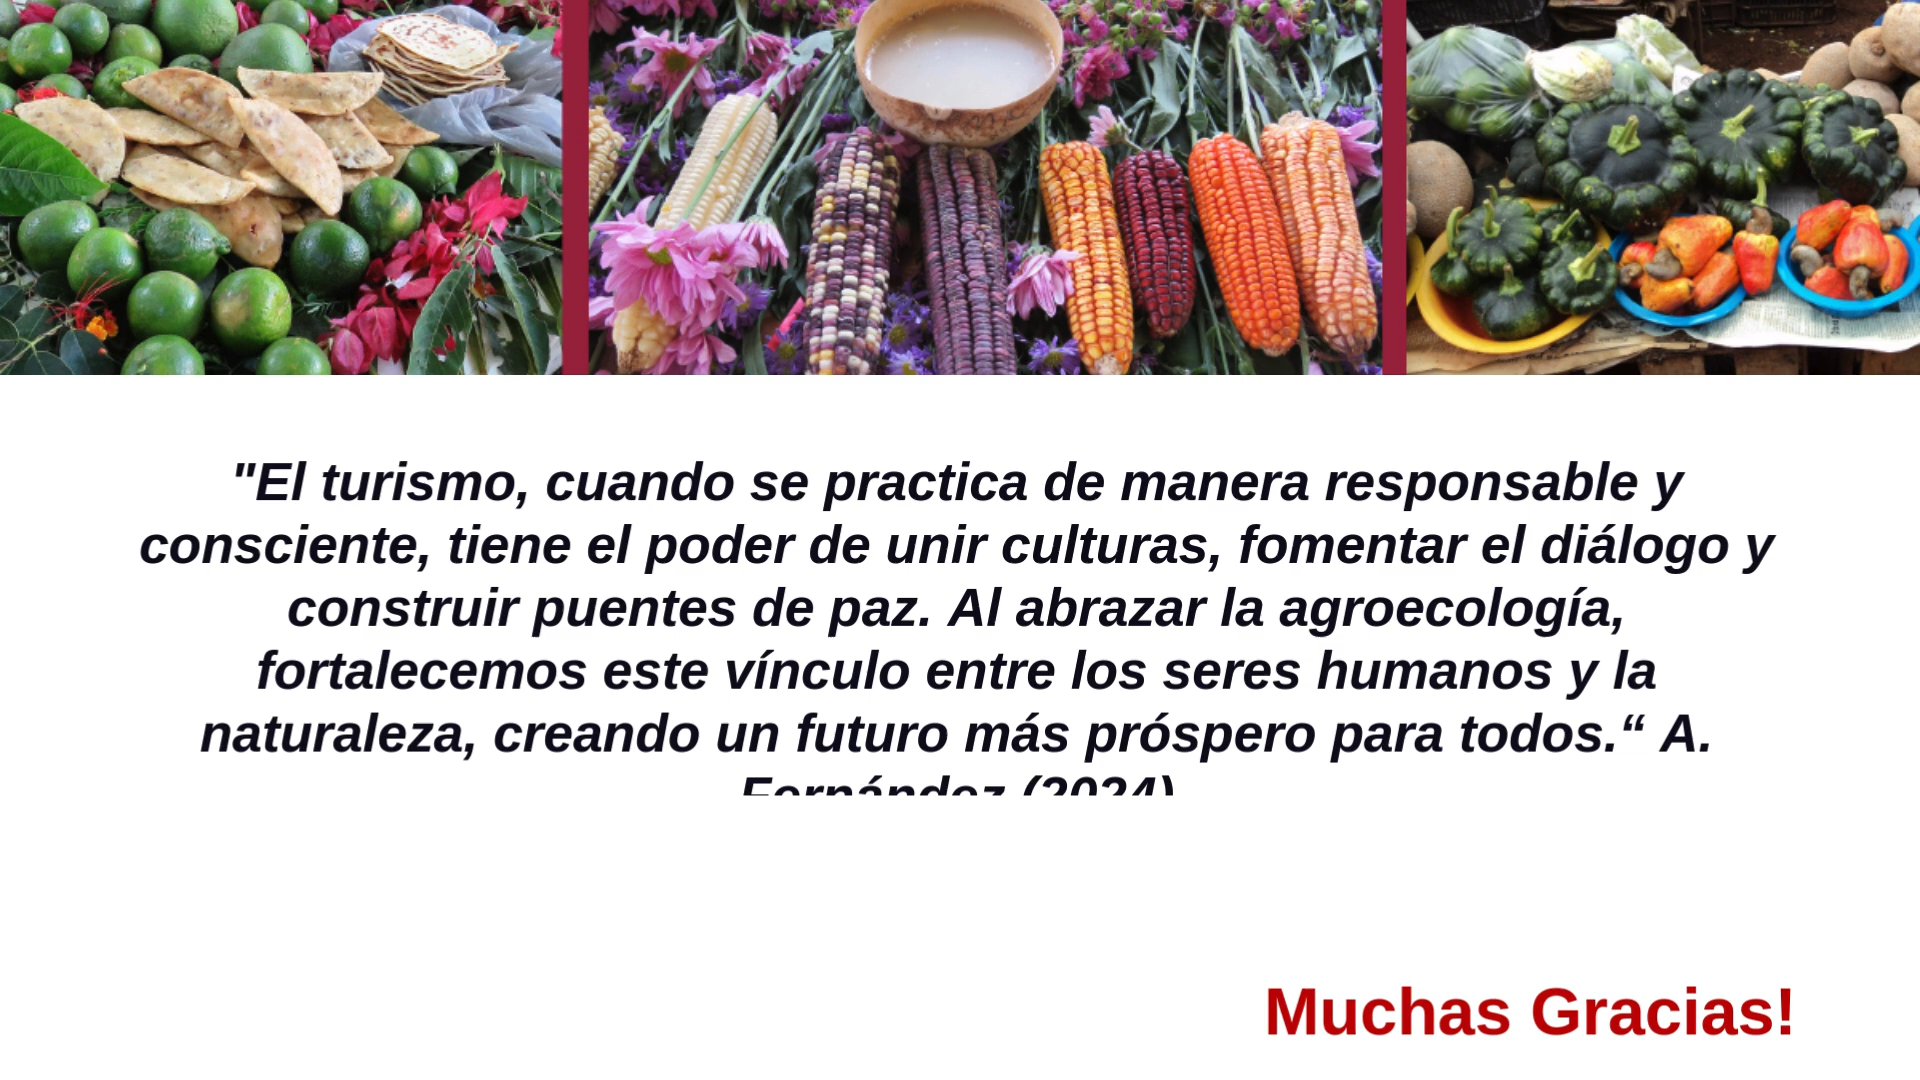 "El turismo, cuando se practica de manera responsable y
consciente, tiene el poder de unir culturas, fomentar el diálogo y
construir puentes de paz. Al abrazar la agroecología,
fortalecemos este vínculo entre los seres humanos y la
naturaleza, creando un futuro más próspero para todos.“ A.
Fernández (2024)
Muchas Gracias!